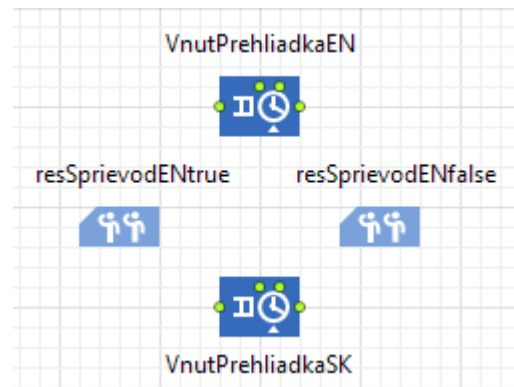 VnutPrehliadkaEN
resSprievodENtrue
resSprievodENfalse
VnutPrehliadkaSK